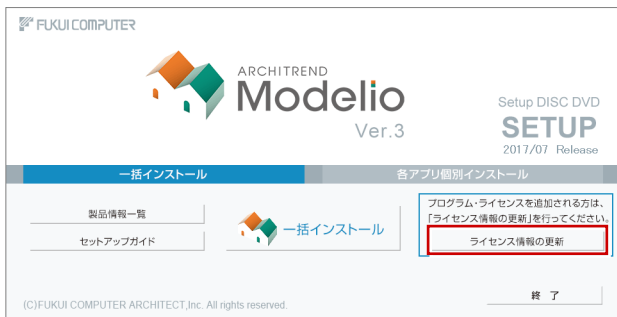 FUKUI COMPUTER
ARCHITREND
Modelio
Ver.3
Setup DISC DVD
SETUP
2017/07 Release
一括インストール
各アプリ個別インストール
製品情報一覧
セットアップガイド
一括インストール
プログラム・ライセンスを追加される方は、
「ライセンス情報の更新」を行ってください。
ライセンス情報の更新
終 了
(C)FUKUI COMPUTER ARCHITECT,Inc. All rights reserved.